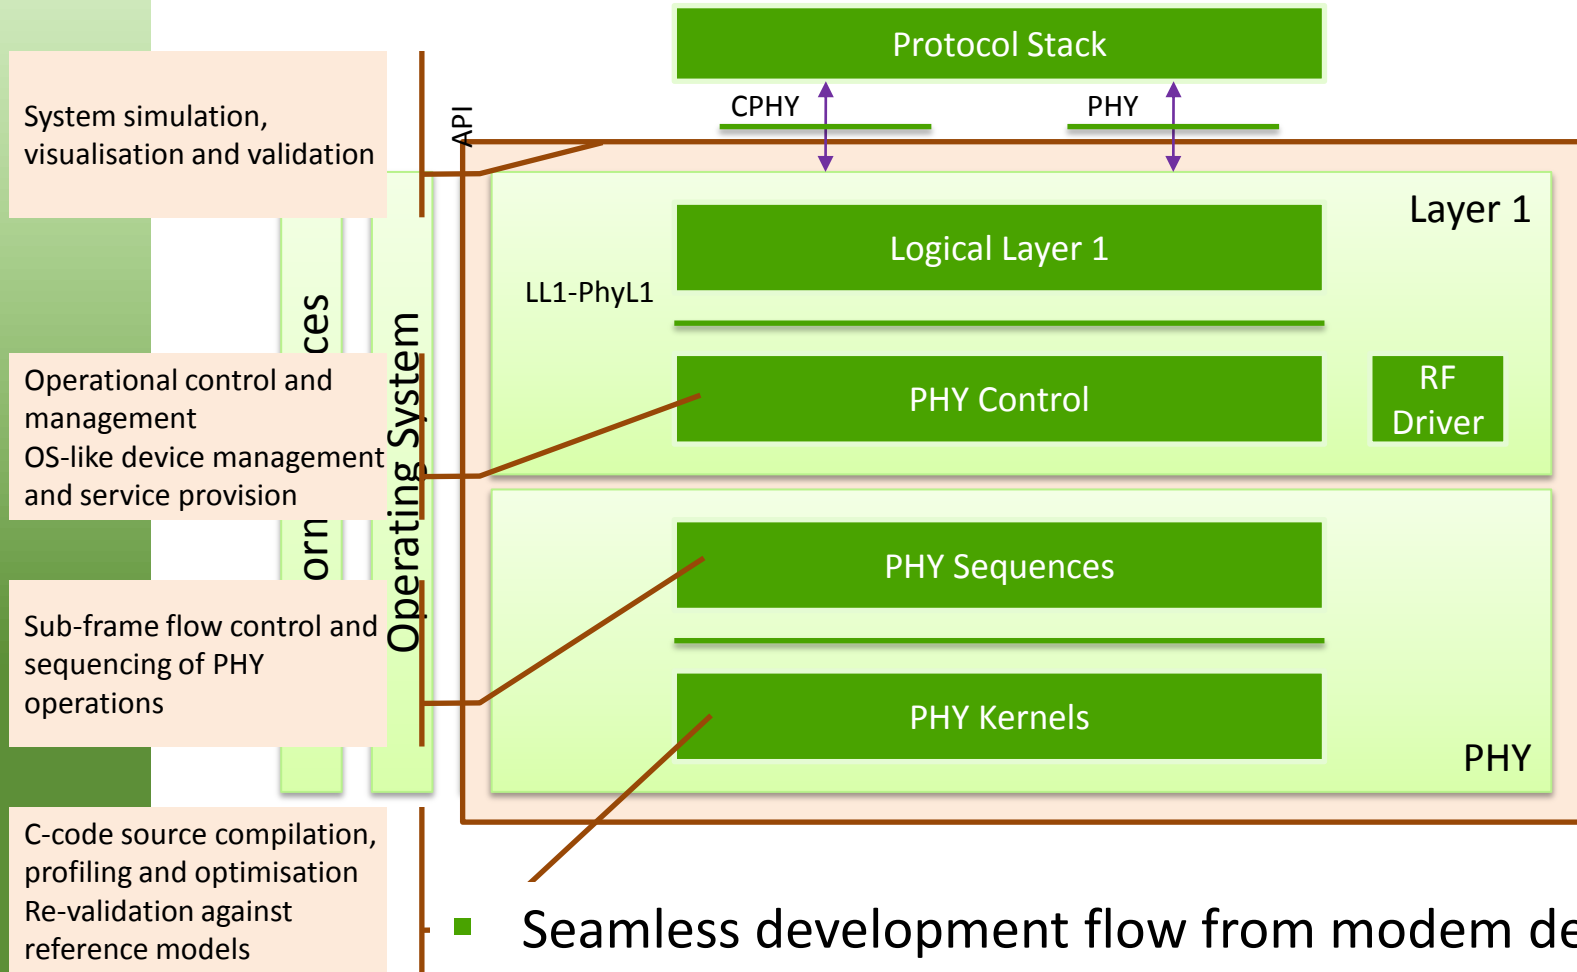 Protocol Stack
CPHY
PHY
API
System simulation,
visualisation and validation
Layer 1
Logical Layer 1
LL1-PhyL1
Operating System
Operational control and
management
OS-like device management
and service provision
PHY Control
RF
Driver
PHY Sequences
Sub-frame flow control and
sequencing of PHY
operations
PHY Kernels
PHY
C-code source compilation,
profiling and optimisation
Re-validation against
reference models
Seamless development flow from modem